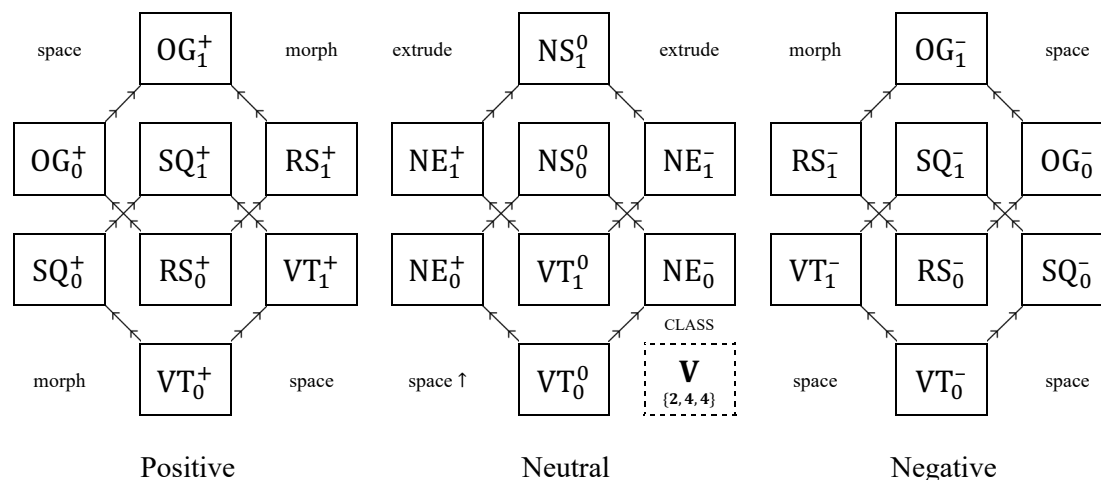 space OG₁⁺ morph extrude NS₁⁰ extrude morph OG₁⁻ space
OG₀⁺ SQ₁⁺ RS₁⁺ NE₁⁺ NS₀⁰ NE₁⁻ RS₁⁻ SQ₁⁻ OG₀⁻
SQ₀⁺ RS₀⁺ VT₁⁺ NE₀⁺ VT₁⁰ NE₀⁻ VT₁⁻ RS₀⁻ SQ₀⁻
CLASS
morph VT₀⁺ space space ↑ VT₀⁰ V space VT₀⁻ space
{2, 4, 4}
Positive Neutral Negative